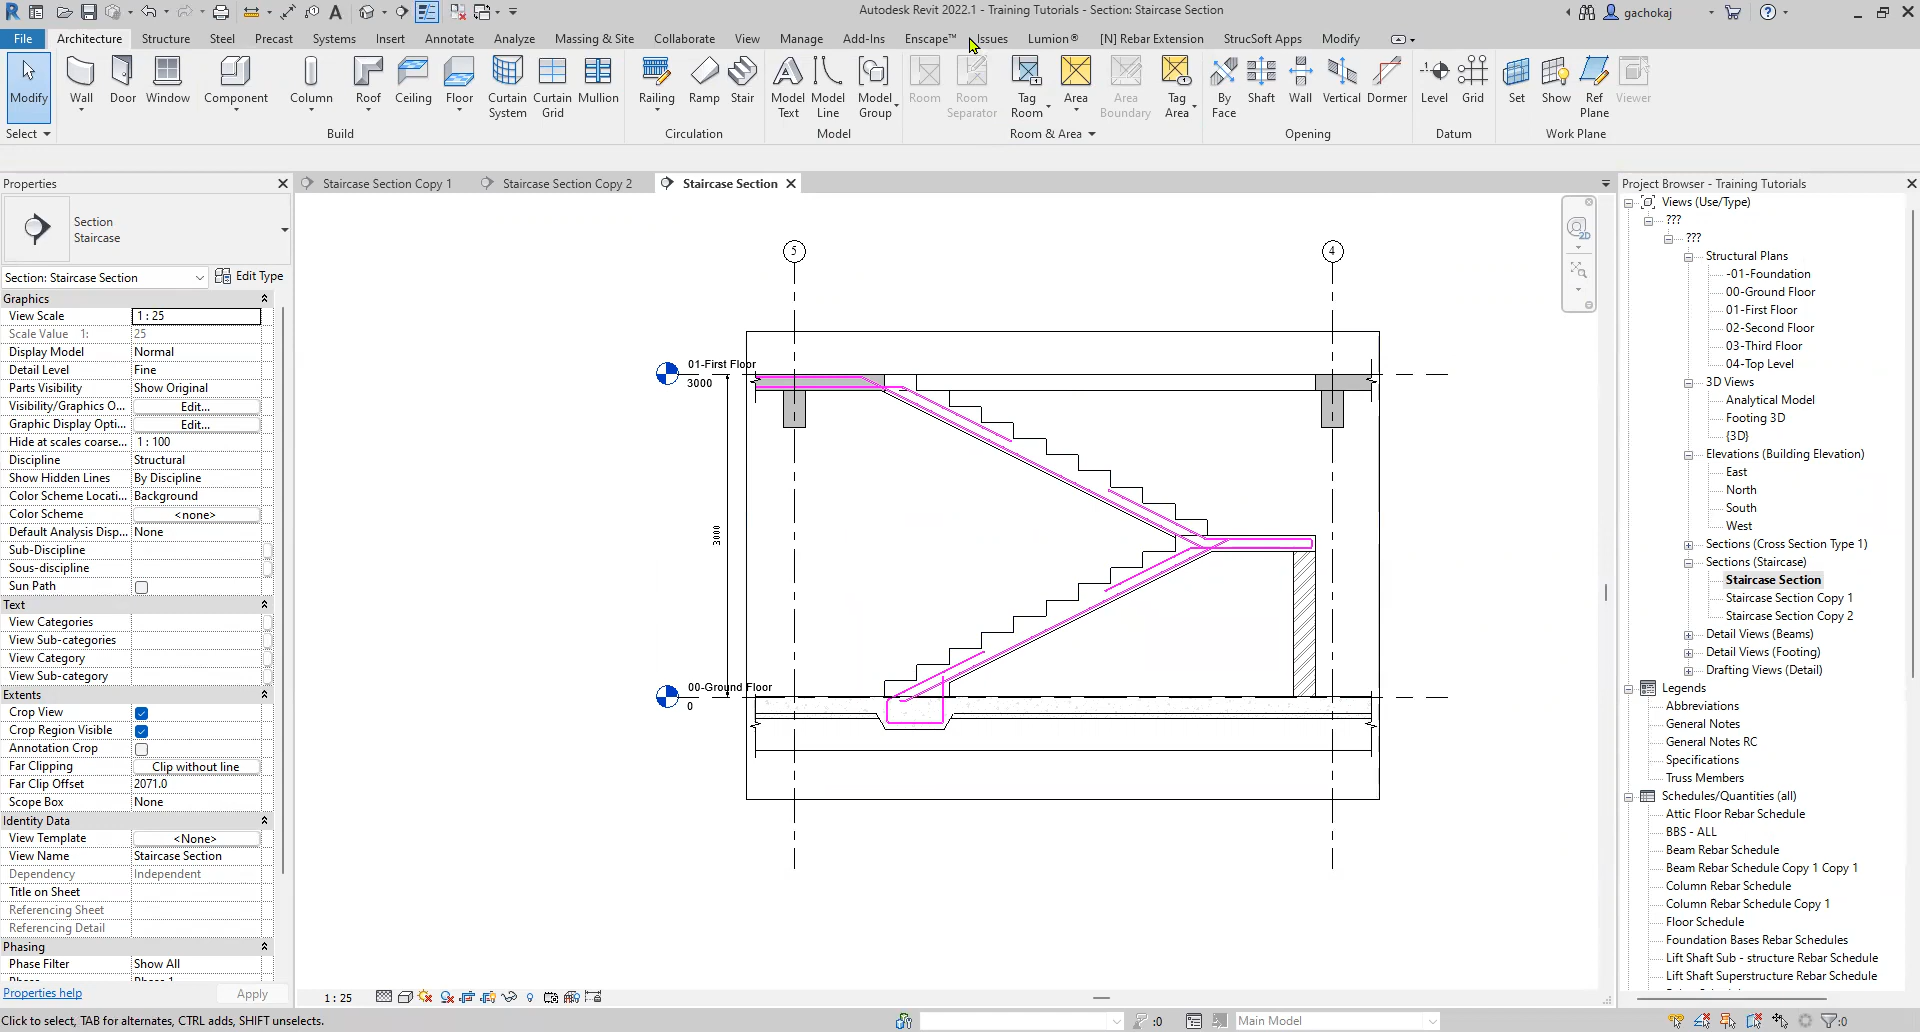 Autodesk Revit 2022.1 - Training Tutorials - Section: Staircase Section
gachokaj
File Architecture Structure Steel Precast Systems Insert Annotate Analyze Massing & Site Collaborate View Manage Add-Ins Enscape™ Issues Lumion® [N] Rebar Extension StrucSoft Apps Modify
Modify Wall Door Window Component Column Roof Ceiling Floor Curtain System Curtain Grid Mullion Railing Ramp Stair Model Text Model Line Model Group Room Room Separator Tag Room Area Area Boundary Tag Area By Face Shaft Wall Vertical Dormer Level Grid Set Show Ref Plane Viewer
Select Build Circulation Model Room & Area Opening Datum Work Plane
Properties
Section
Staircase
Section: Staircase Section Edit Type
Graphics
View Scale 1 : 25
Scale Value 1: 25
Display Model Normal
Detail Level Fine
Parts Visibility Show Original
Visibility/Graphics O... Edit...
Graphic Display Opti... Edit...
Hide at scales coarse... 1 : 100
Discipline Structural
Show Hidden Lines By Discipline
Color Scheme Locati... Background
Color Scheme <none>
Default Analysis Disp... None
Sub-Discipline
Sous-discipline
Sun Path
Text
View Categories
View Sub-categories
View Category
View Sub-category
Extents
Crop View
Crop Region Visible
Annotation Crop
Far Clipping Clip without line
Far Clip Offset 2071.0
Scope Box None
Identity Data
View Template <None>
View Name Staircase Section
Dependency Independent
Title on Sheet
Referencing Sheet
Referencing Detail
Phasing
Phase Filter Show All
Properties help Apply
Staircase Section Copy 1 Staircase Section Copy 2 Staircase Section
2D
5 4
01-First Floor
3000
3000
00-Ground Floor
0
1 : 25
Project Browser - Training Tutorials
Views (Use/Type)
???
???
Structural Plans
-01-Foundation
00-Ground Floor
01-First Floor
02-Second Floor
03-Third Floor
04-Top Level
3D Views
Analytical Model
Footing 3D
{3D}
Elevations (Building Elevation)
East
North
South
West
Sections (Cross Section Type 1)
Sections (Staircase)
Staircase Section
Staircase Section Copy 1
Staircase Section Copy 2
Detail Views (Beams)
Detail Views (Footing)
Drafting Views (Detail)
Legends
Abbreviations
General Notes
General Notes RC
Specifications
Truss Members
Schedules/Quantities (all)
Attic Floor Rebar Schedule
BBS - ALL
Beam Rebar Schedule
Beam Rebar Schedule Copy 1 Copy 1
Column Rebar Schedule
Column Rebar Schedule Copy 1
Floor Schedule
Foundation Bases Rebar Schedules
Lift Shaft Sub - structure Rebar Schedule
Lift Shaft Superstructure Rebar Schedule
Click to select, TAB for alternates, CTRL adds, SHIFT unselects. :0 Main Model :0